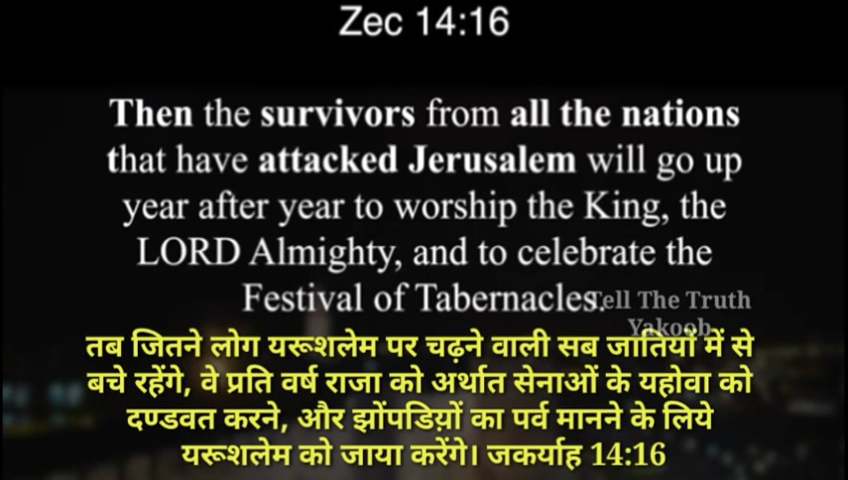 Zec 14:16
Then the survivors from all the nations
that have attacked Jerusalem will go up
year after year to worship the King, the
LORD Almighty, and to celebrate the
Festival of Tabernacles.
Tell The Truth
Yakoob
तब जितने लोग यरूशलेम पर चढ़ने वाली सब जातियों में से
बचे रहेंगे, वे प्रति वर्ष राजा को अर्थात सेनाओं के यहोवा को
दण्डवत करने, और झोंपडिय़ों का पर्व मानने के लिये
यरूशलेम को जाया करेंगे। जकर्याह 14:16